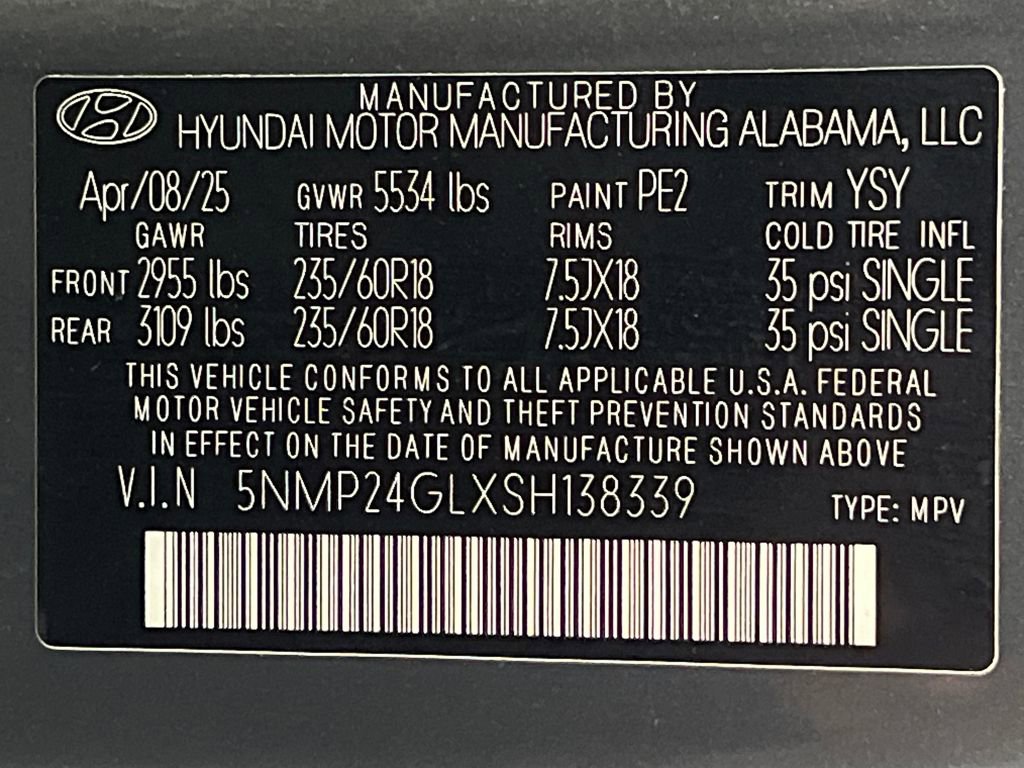 MANUFACTURED BY
HYUNDAI MOTOR MANUFACTURING ALABAMA, LLC
Apr/08/25 GVWR 5534 lbs PAINT PE2 TRIM YSY
GAWR TIRES RIMS COLD TIRE INFL
FRONT 2955 lbs 235/60R18 7.5JX18 35 psi SINGLE
REAR 3109 lbs 235/60R18 7.5JX18 35 psi SINGLE
THIS VEHICLE CONFORMS TO ALL APPLICABLE U.S.A. FEDERAL
MOTOR VEHICLE SAFETY AND THEFT PREVENTION STANDARDS
IN EFFECT ON THE DATE OF MANUFACTURE SHOWN ABOVE
V.I.N 5NMP24GLXSH138339 TYPE: MPV